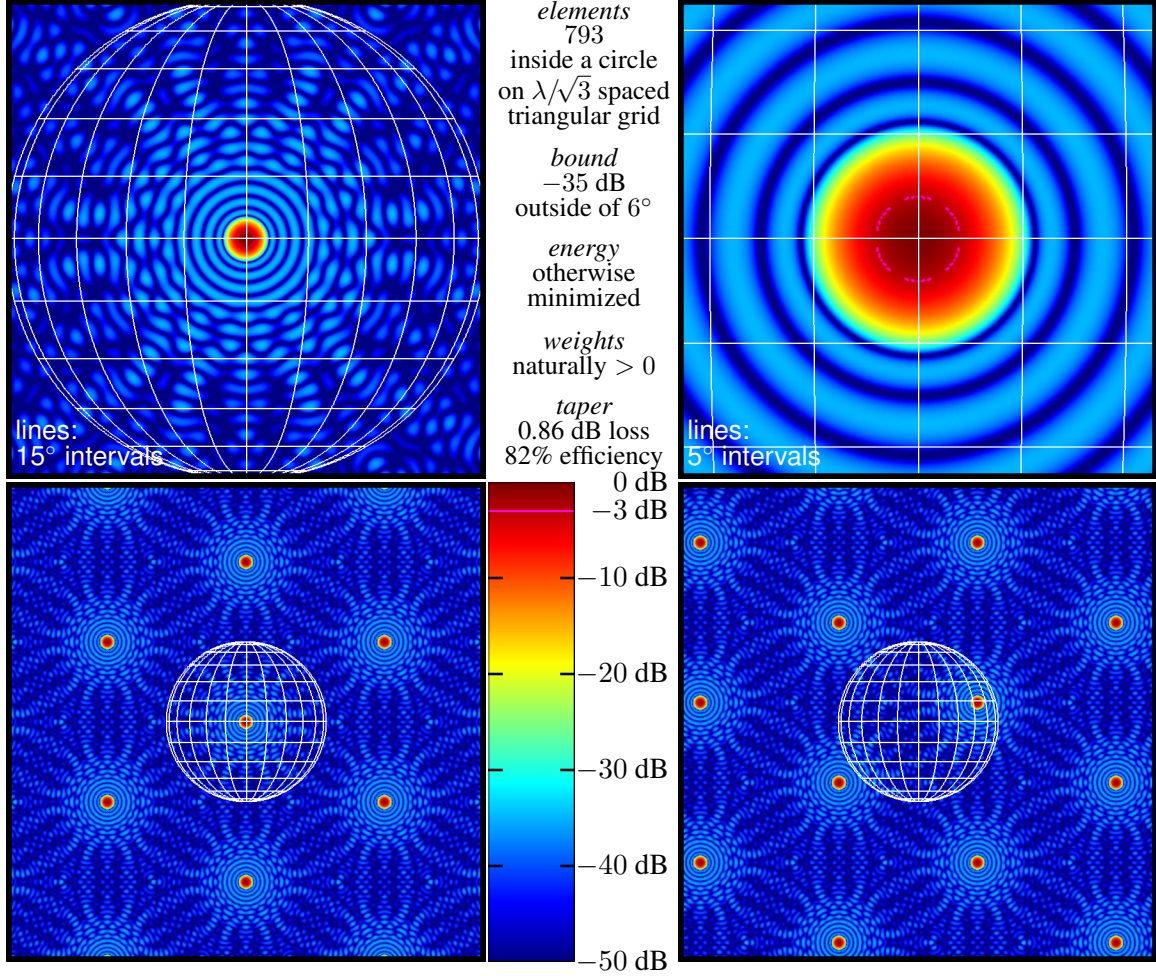 elements
793
inside a circle
on λ/√3 spaced
triangular grid
bound
−35 dB
outside of 6°
energy
otherwise
minimized
weights
naturally > 0
taper
0.86 dB loss
82% efficiency
lines:
15° intervals
lines:
5° intervals
0 dB
−3 dB
−10 dB
−20 dB
−30 dB
−40 dB
−50 dB